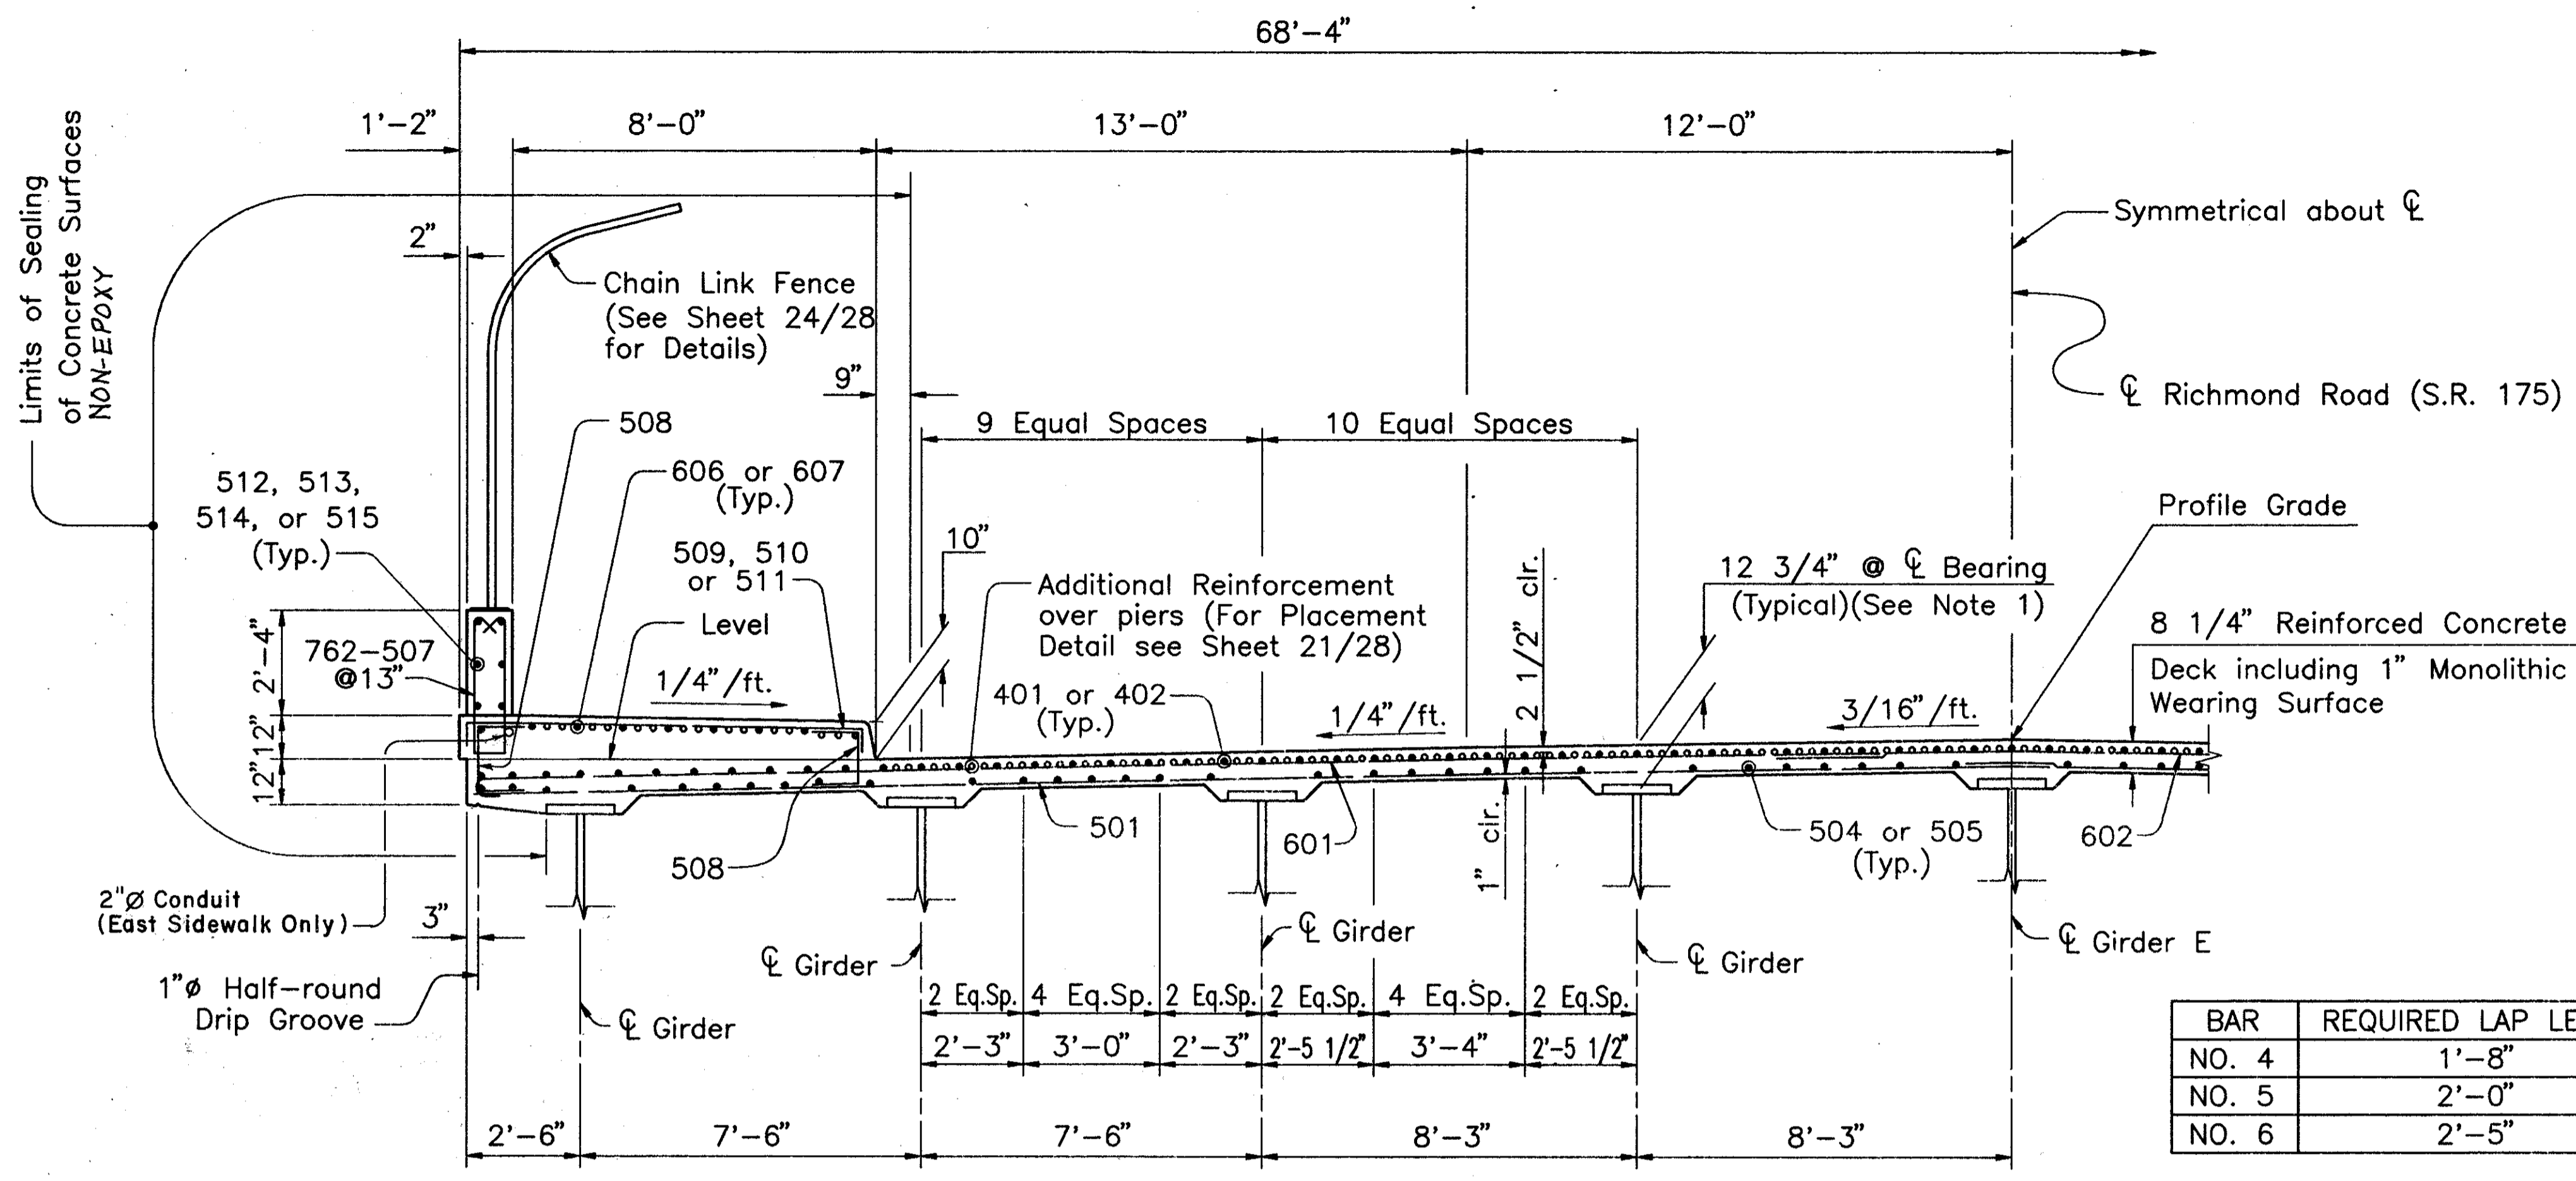 68'-4"
1'-2"
8'-0"
13'-0"
12'-0"
Limits of Sealing
of Concrete Surfaces
NON-EPOXY
2"
Symmetrical about ℄
Chain Link Fence
(See Sheet 24/28
for Details)
9"
℄ Richmond Road (S.R. 175)
508
9 Equal Spaces
10 Equal Spaces
606 or 607
(Typ.)
512, 513,
514, or 515
(Typ.)
Profile Grade
509, 510
or 511
10"
Level
Additional Reinforcement
over piers (For Placement
Detail see Sheet 21/28)
2 1/2" clr.
12 3/4" @ ℄ Bearing
(Typical)(See Note 1)
8 1/4" Reinforced Concrete
Deck including 1" Monolithic
Wearing Surface
2'-4"
762-507
@13"
1/4"/ft.
401 or 402
(Typ.)
1/4"/ft.
3/16"/ft.
12"
12"
501
601
1" clr.
504 or 505
(Typ.)
602
508
2"Ø Conduit
(East Sidewalk Only)
3"
℄ Girder
℄ Girder
℄ Girder
℄ Girder E
1"ø Half-round
Drip Groove
℄ Girder
2 Eq.Sp.
4 Eq.Sp.
2 Eq.Sp.
2 Eq.Sp.
4 Eq.Sp.
2 Eq.Sp.
2'-3"
3'-0"
2'-3"
2'-5 1/2"
3'-4"
2'-5 1/2"
2'-6"
7'-6"
7'-6"
8'-3"
8'-3"
BAR REQUIRED LAP LE
NO. 4 1'-8"
NO. 5 2'-0"
NO. 6 2'-5"